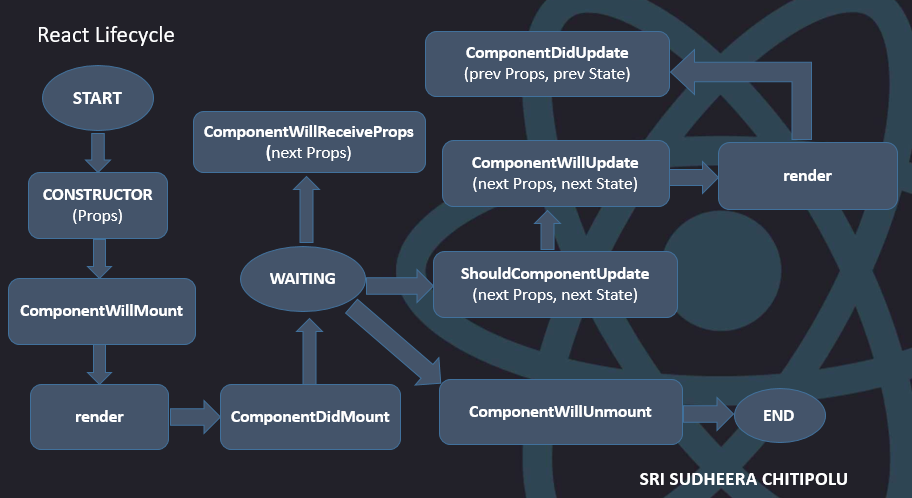 React Lifecycle
START
CONSTRUCTOR
(Props)
ComponentWillMount
render
ComponentDidMount
WAITING
ComponentWillReceiveProps
(next Props)
ShouldComponentUpdate
(next Props, next State)
ComponentWillUpdate
(next Props, next State)
render
ComponentDidUpdate
(prev Props, prev State)
ComponentWillUnmount
END
SRI SUDHEERA CHITIPOLU